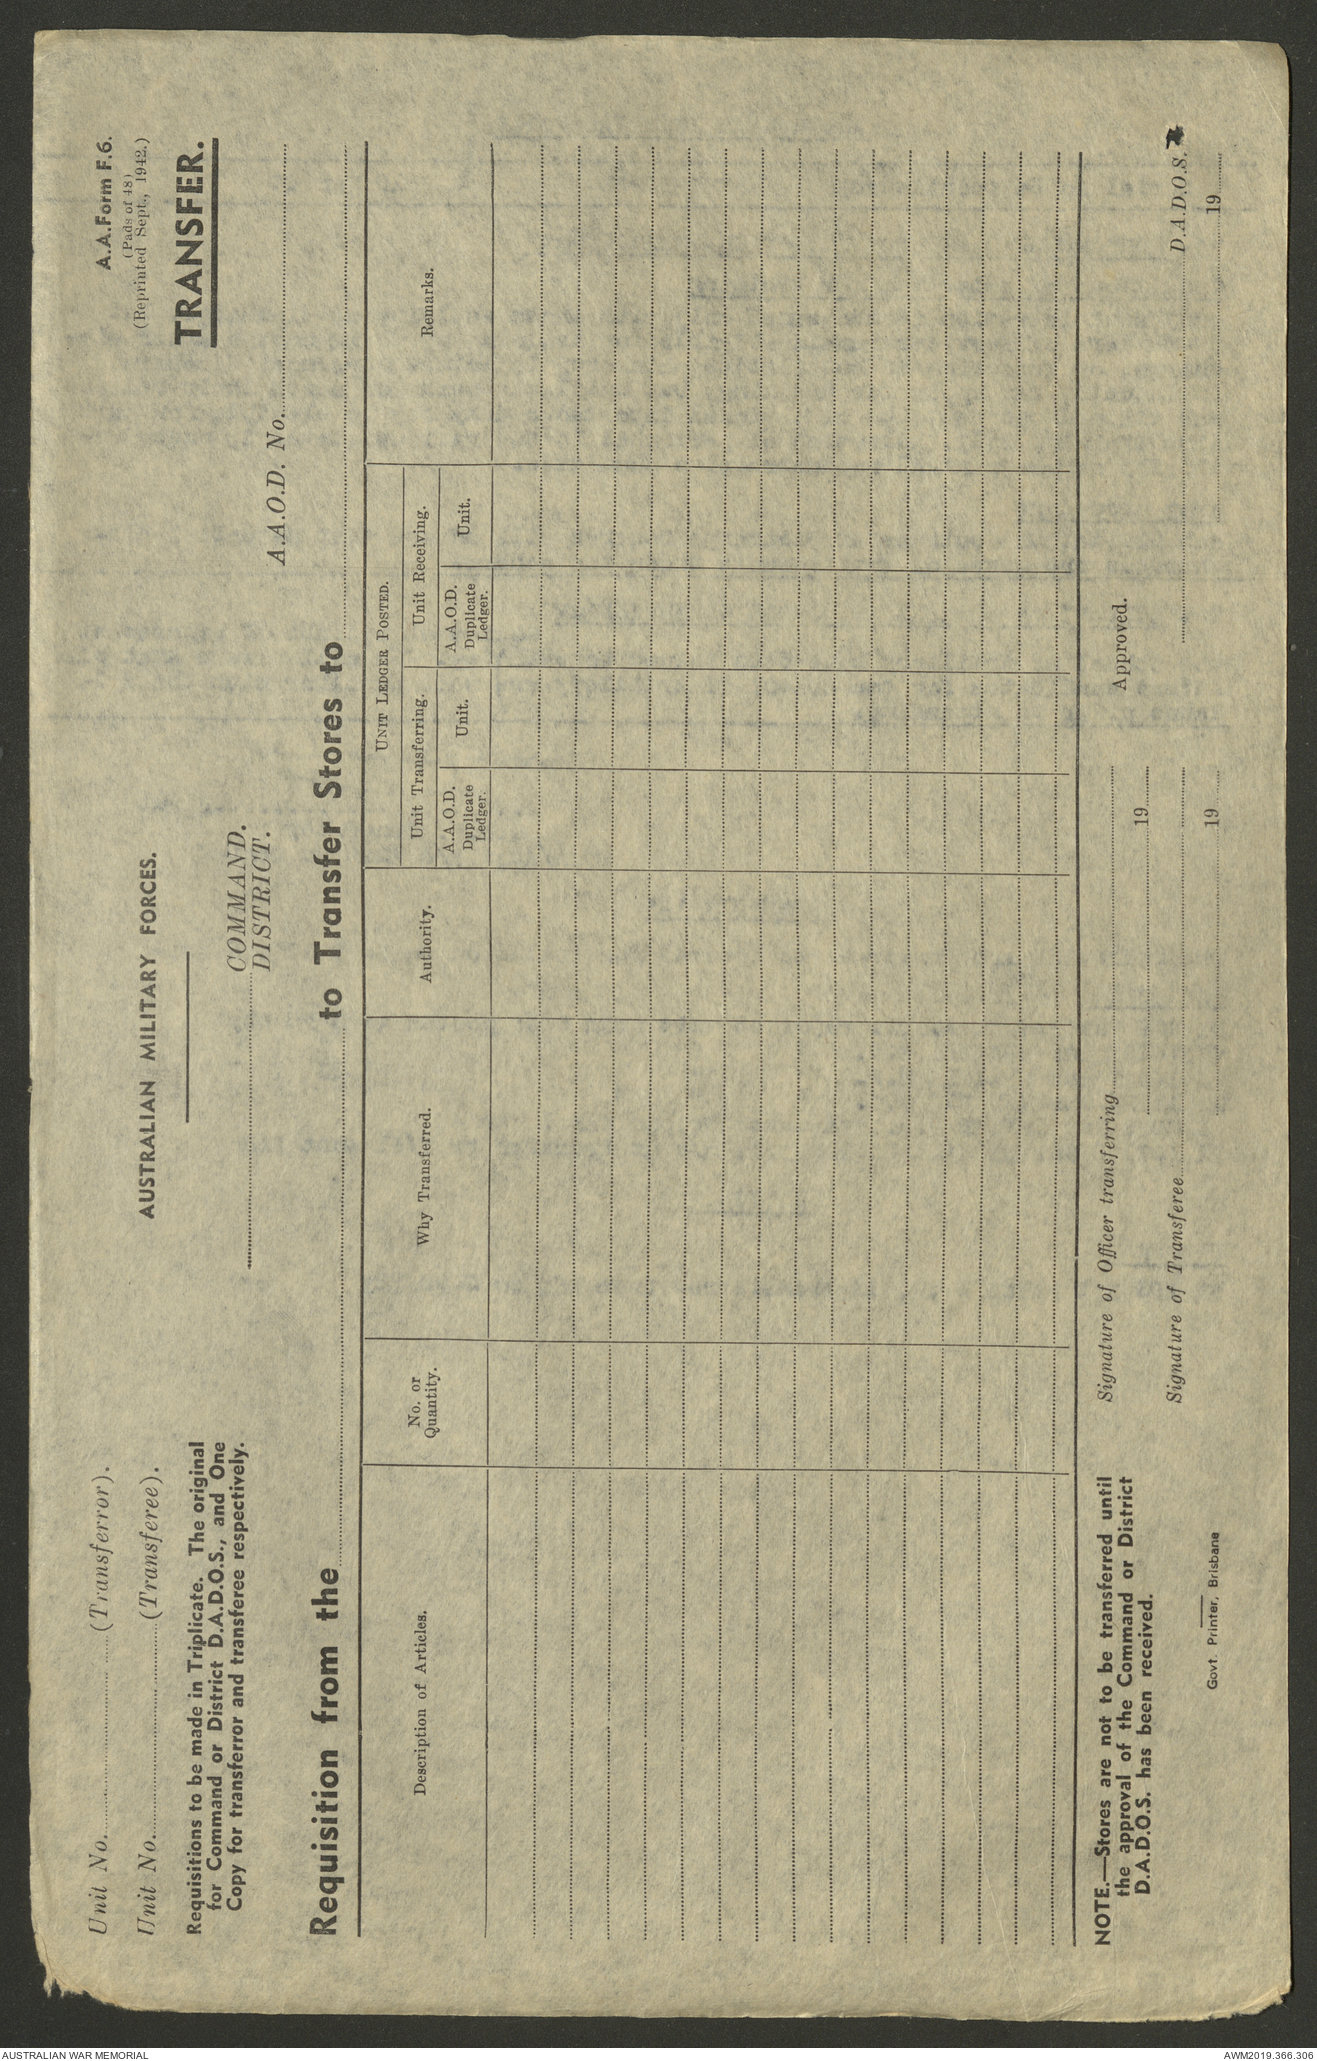 Unit No. (Transferror).
Unit No. (Transferee).
Requisitions to be made in Triplicate. The original
for Command or District D.A.D.O.S., and One
Copy for transferror and transferee respectively.
AUSTRALIAN MILITARY FORCES.
COMMAND.
DISTRICT.
A.A.Form F.6.
(Pads of 48)
(Reprinted Sept., 1942.)
TRANSFER.
A.A.O.D. No.
Requisition from the to Transfer Stores to
Description of Articles.
No. or
Quantity.
Why Transferred.
Authority.
UNIT LEDGER POSTED.
Unit Transferring.
Unit Receiving.
A.A.O.D.
Duplicate
Ledger.
Unit.
A.A.O.D.
Duplicate
Ledger.
Unit.
Remarks.
NOTE.—Stores are not to be transferred until
the approval of the Command or District
D.A.D.O.S. has been received.
Govt. Printer, Brisbane
Signature of Officer transferring
19
Signature of Transferee
19
Approved.
D.A.D.O.S.
19
AUSTRALIAN WAR MEMORIAL
AWM2019.366.306